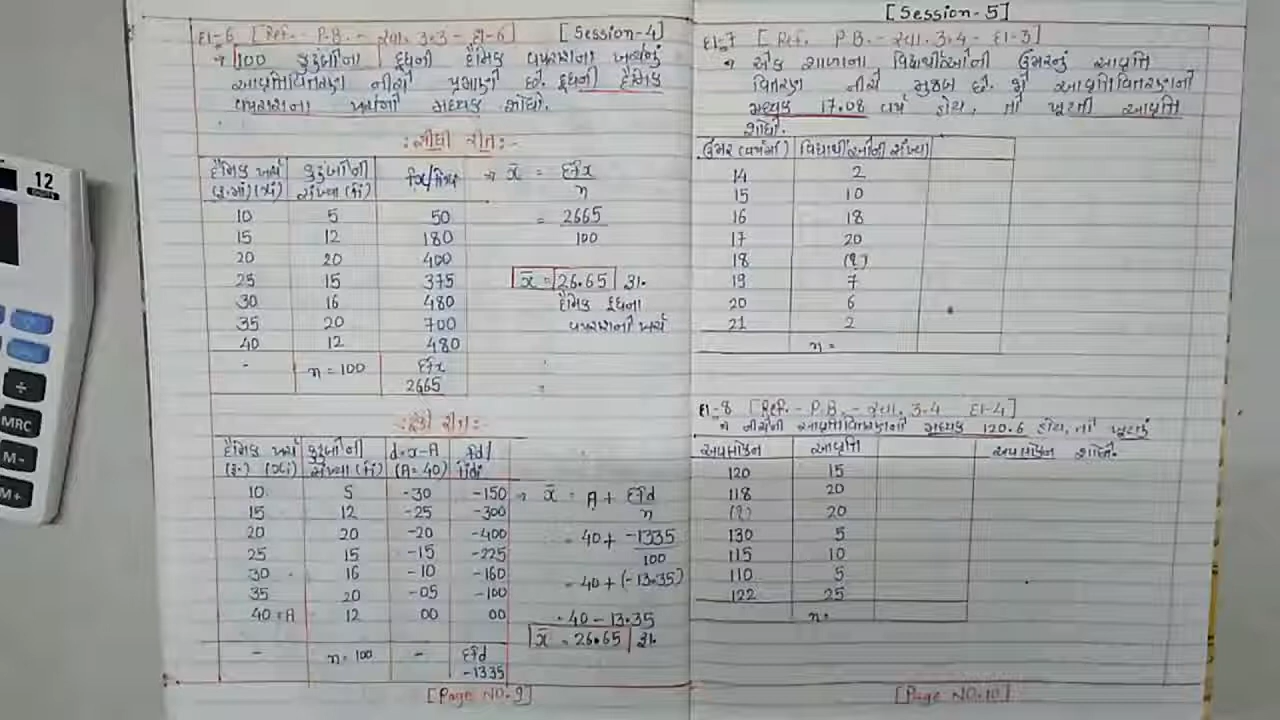 દા-6 [Ref. - P.B. - સ્વા. 3.3 - દા-6] [Session-4]
→ 100 કુટુંબોના દૂધની દૈનિક વપરાશના ખર્ચનું
આવૃત્તિવિતરણ નીચે પ્રમાણે છે. દૂધની દૈનિક
વપરાશના ખર્ચનો મધ્યક શોધો.
:સીધી રીત:-
દૈનિક ખર્ચ કુટુંબોની fx/fixi → x̄ = Σfx
(રૂ.માં) (xi) સંખ્યા (fi) n
10 5 50 = 2665
15 12 180 100
20 20 400
25 15 375 x̄ = 26.65 રૂ.
30 16 480 દૈનિક દૂધના
35 20 700 વપરાશનો ખર્ચ
40 12 480
- n = 100 Σfx
2665
:ટૂંકી રીત:-
દૈનિક ખર્ચ કુટુંબોની d=x-A fd/
(રૂ.) (xi) સંખ્યા (fi) (A=40) fidi
10 5 -30 -150 → x̄ = A + Σfd
15 12 -25 -300 n
20 20 -20 -400 = 40 + -1335
25 15 -15 -225 100
30 16 -10 -160 = 40 + (-13.35)
35 20 -05 -100
40 = A 12 00 00 = 40 - 13.35
x̄ = 26.65 રૂ.
- n = 100 - Σfd
-1335
[Page NO. 9]
[Session-5]
દા-7 [Ref. P.B. - સ્વા. 3.4 - દા-3]
→ એક શાળાના વિદ્યાર્થીઓની ઉંમરનું આવૃત્તિ
વિતરણ નીચે મુજબ છે. જો આવૃત્તિવિતરણનો
મધ્યક 17.08 વર્ષ હોય, તો ખૂટતી આવૃત્તિ
શોધો.
ઉંમર (વર્ષમાં) વિદ્યાર્થીઓની સંખ્યા
14 2
15 10
16 18
17 20
18 (?)
19 7
20 6
21 2
n =
દા-8 [Ref. - P.B. - સ્વા. 3.4 દા-4]
→ નીચેની આવૃત્તિવિતરણનો મધ્યક 120.6 હોય, તો ખૂટતું
અવલોકન શોધો.
અવલોકન આવૃત્તિ
120 15
118 20
(?) 20
130 5
115 10
110 5
122 25
n =
[Page NO. 10]
12
÷
MRC
M-
M+